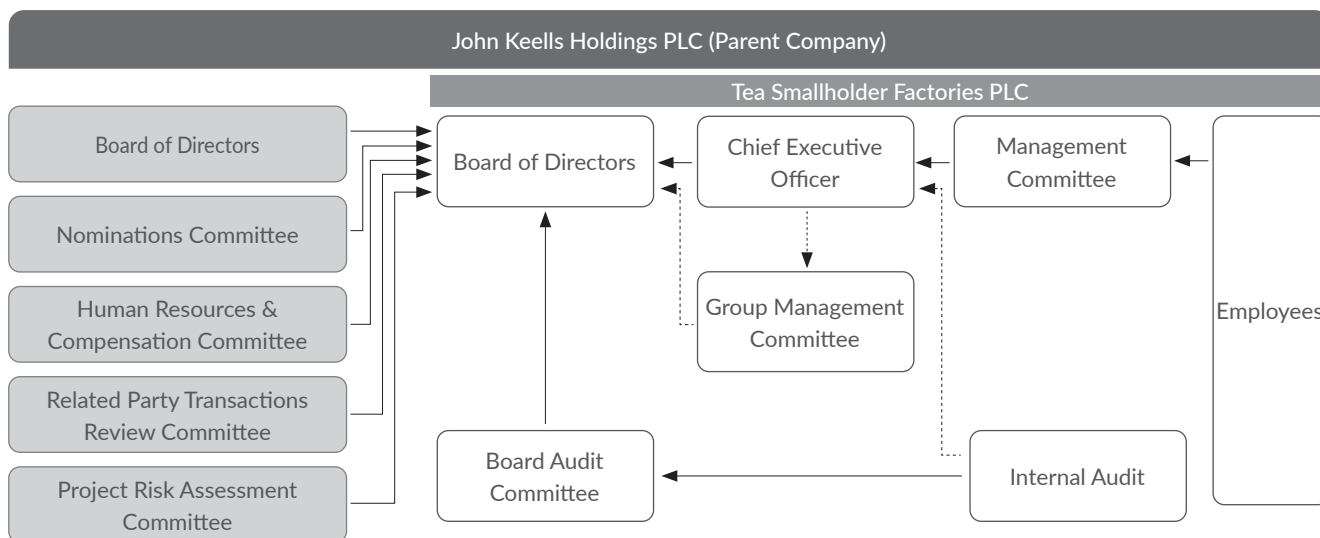 John Keells Holdings PLC (Parent Company)
Tea Smallholder Factories PLC
Board of Directors
Nominations Committee
Human Resources &
Compensation Committee
Related Party Transactions
Review Committee
Project Risk Assessment
Committee
Board of Directors
Chief Executive
Officer
Management
Committee
Group Management
Committee
Employees
Board Audit
Committee
Internal Audit